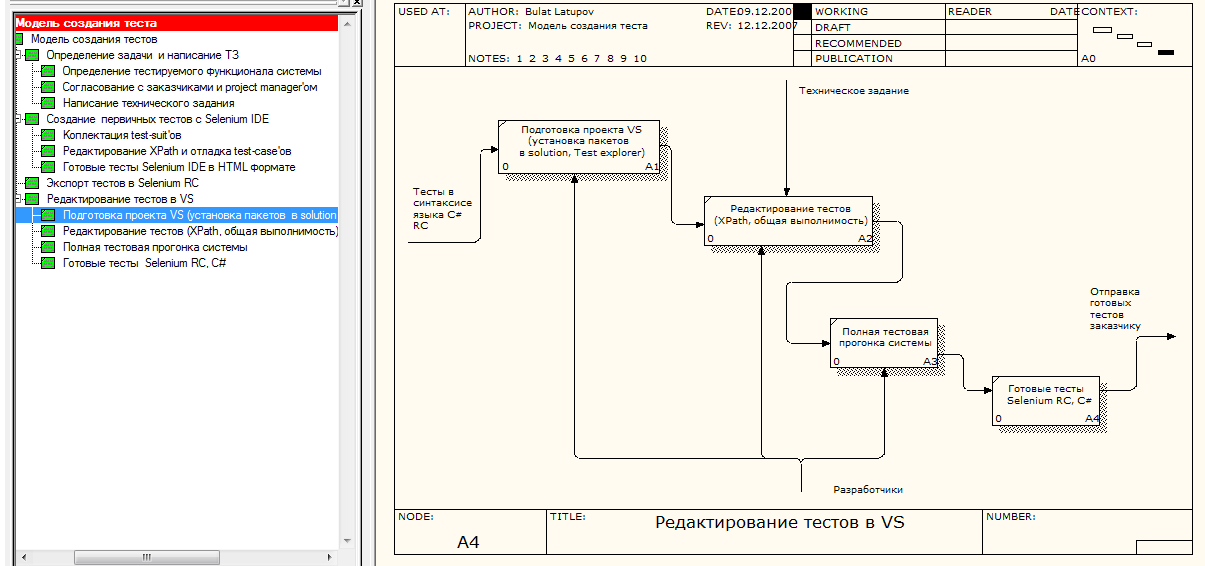 Модель создания теста
Модель создания тестов
Определение задачи и написание ТЗ
Определение тестируемого функционала системы
Согласование с заказчиками и project manager'ом
Написание технического задания
Создание первичных тестов с Selenium IDE
Коплектация test-suit'ов
Редактирование XPath и отладка test-case'ов
Готовые тесты Selenium IDE в HTML формате
Экспорт тестов в Selenium RC
Редактирование тестов в VS
Подготовка проекта VS (установка пакетов в solution
Редактирование тестов (XPath, общая выполнимость)
Полная тестовая прогонка системы
Готовые тесты Selenium RC, C#
USED AT:
AUTHOR: Bulat Latupov
PROJECT: Модель создания теста
DATE:09.12.200
REV: 12.12.2007
NOTES: 1 2 3 4 5 6 7 8 9 10
WORKING
DRAFT
RECOMMENDED
PUBLICATION
READER
DATE
CONTEXT:
A0
Техническое задание
Подготовка проекта VS
(установка пакетов
в solution, Test explorer)
0
A1
Тесты в
синтаксисе
языка C#
RC
Редактирование тестов
(XPath, общая выполнимость)
0
A2
Полная тестовая
прогонка системы
0
A3
Отправка
готовых
тестов
заказчику
Готовые тесты
Selenium RC, C#
0
A4
Разработчики
NODE:
A4
TITLE:
Редактирование тестов в VS
NUMBER: